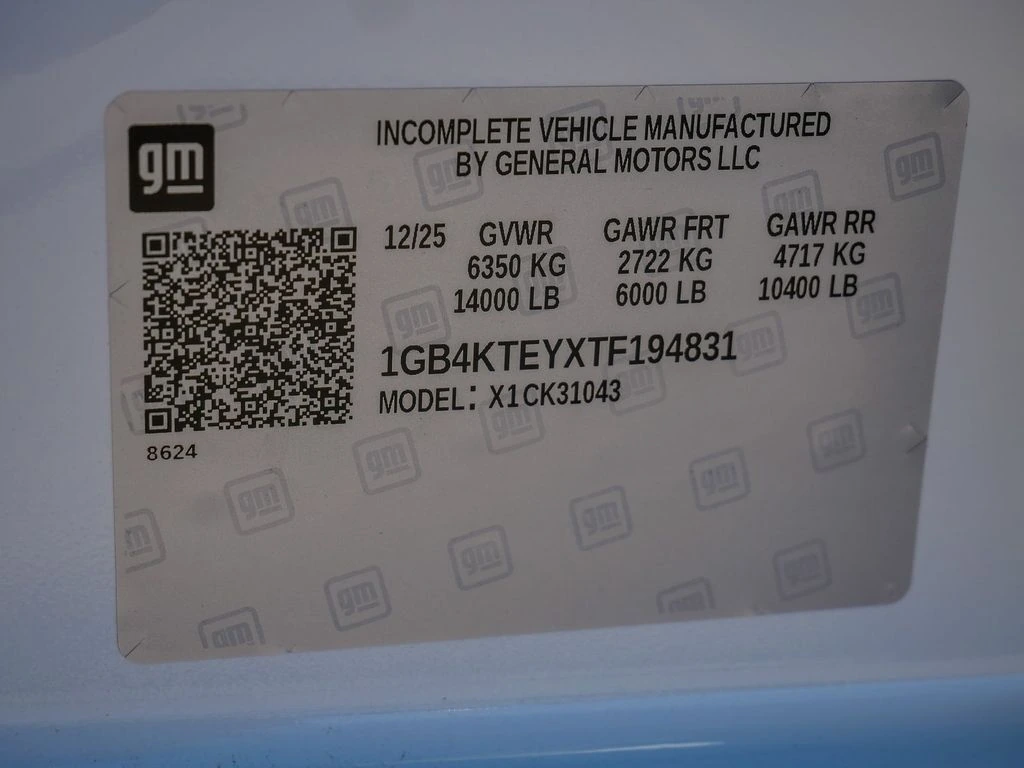 gm
INCOMPLETE VEHICLE MANUFACTURED
BY GENERAL MOTORS LLC
12/25 GVWR GAWR FRT GAWR RR
6350 KG 2722 KG 4717 KG
14000 LB 6000 LB 10400 LB
1GB4KTEYXTF194831
MODEL: X1CK31043
8624